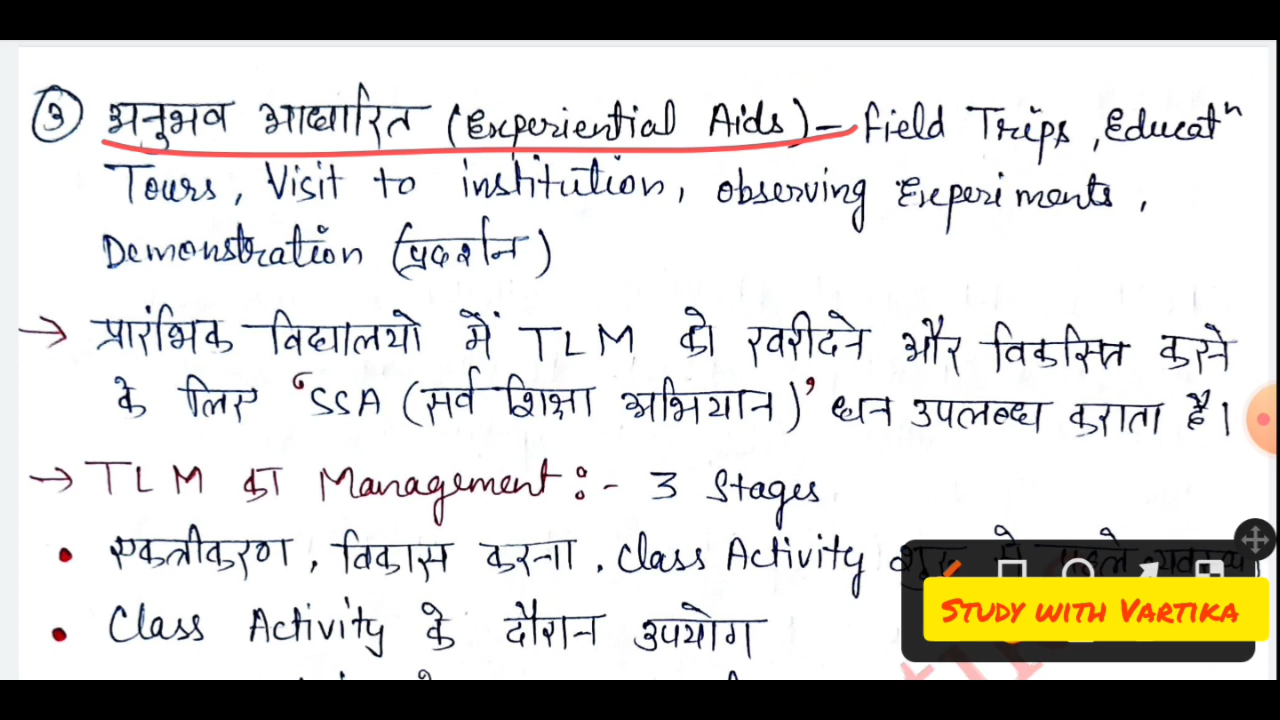 ③ अनुभव आधारित (Experiential Aids) – Field Trips, Educatⁿ
Tours, Visit to institution, observing Experiments,
Demonstration (प्रदर्शन)
→ प्रारंभिक विद्यालयो में TLM को खरीदने और विकसित करने
के लिए 'SSA (सर्व शिक्षा अभियान)' धन उपलब्ध कराता है।
→ TLM का Management :- 3 Stages
• एकत्रीकरण, विकास करना, Class Activity
• Class Activity के दौरान उपयोग
STUDY WITH VARTIKA